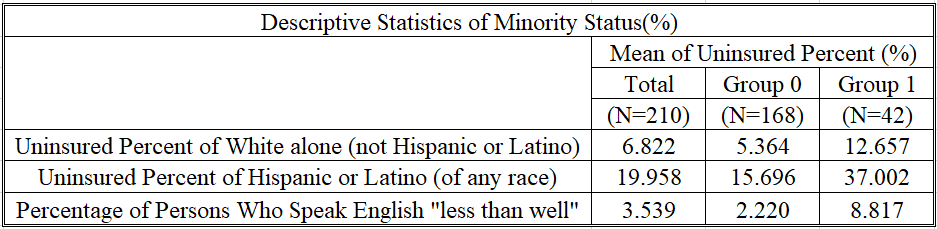 Descriptive Statistics of Minority Status(%)
Mean of Uninsured Percent (%)
Total Group 0 Group 1
(N=210) (N=168) (N=42)
Uninsured Percent of White alone (not Hispanic or Latino) 6.822 5.364 12.657
Uninsured Percent of Hispanic or Latino (of any race) 19.958 15.696 37.002
Percentage of Persons Who Speak English "less than well" 3.539 2.220 8.817